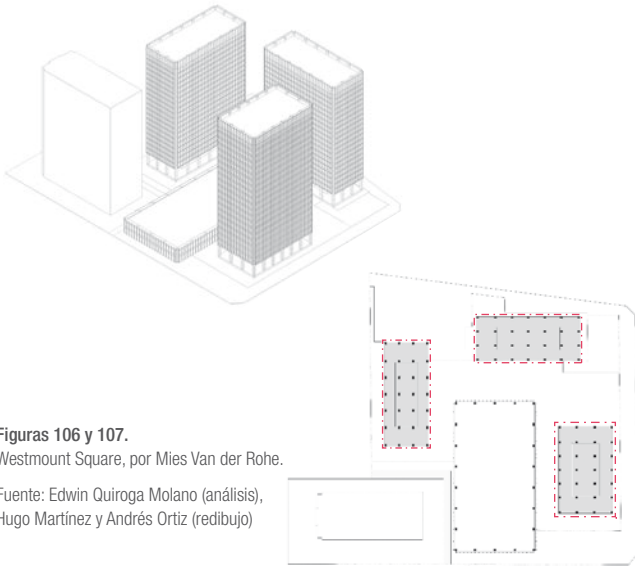 Figuras 106 y 107.
Westmount Square, por Mies Van der Rohe.
Fuente: Edwin Quiroga Molano (análisis),
Hugo Martínez y Andrés Ortiz (redibujo)